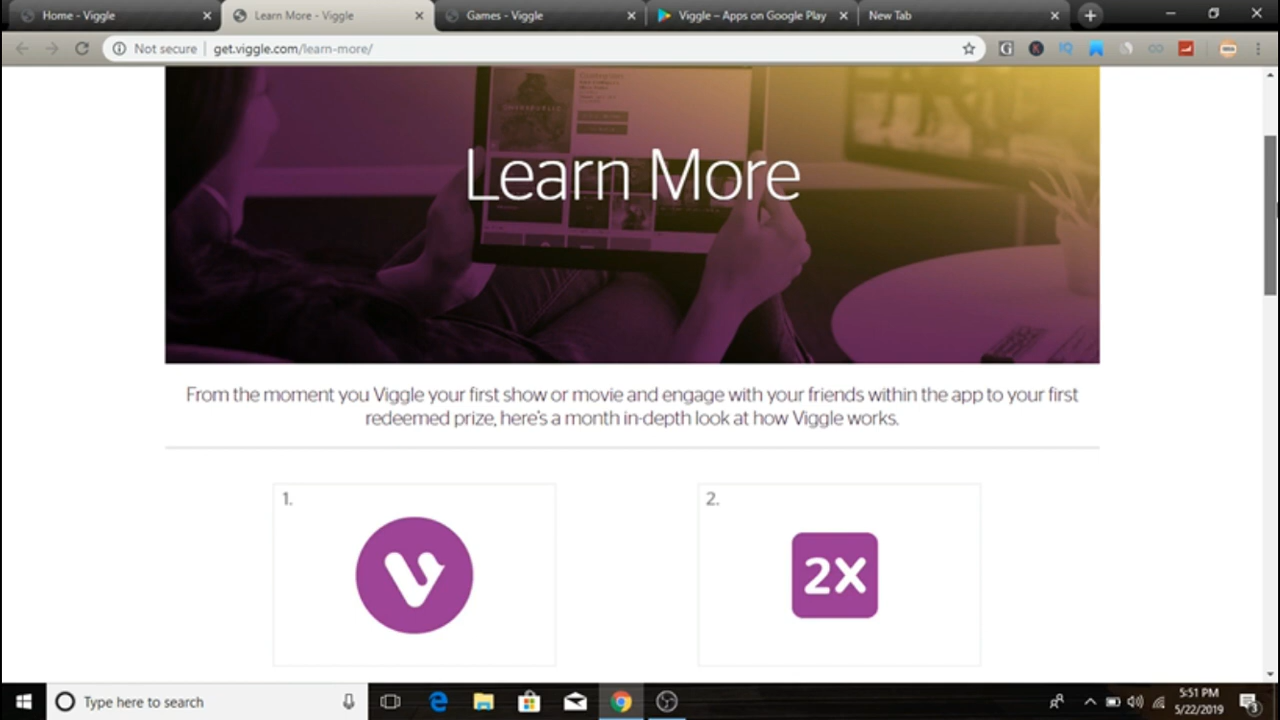 Home - Viggle
Learn More - Viggle
Games - Viggle
Viggle – Apps on Google Play
New Tab
Not secure
get.viggle.com/learn-more/
Learn More
From the moment you Viggle your first show or movie and engage with your friends within the app to your first
redeemed prize, here's a month in-depth look at how Viggle works.
1.
2.
2X
Type here to search
5:51 PM
5/22/2019
3